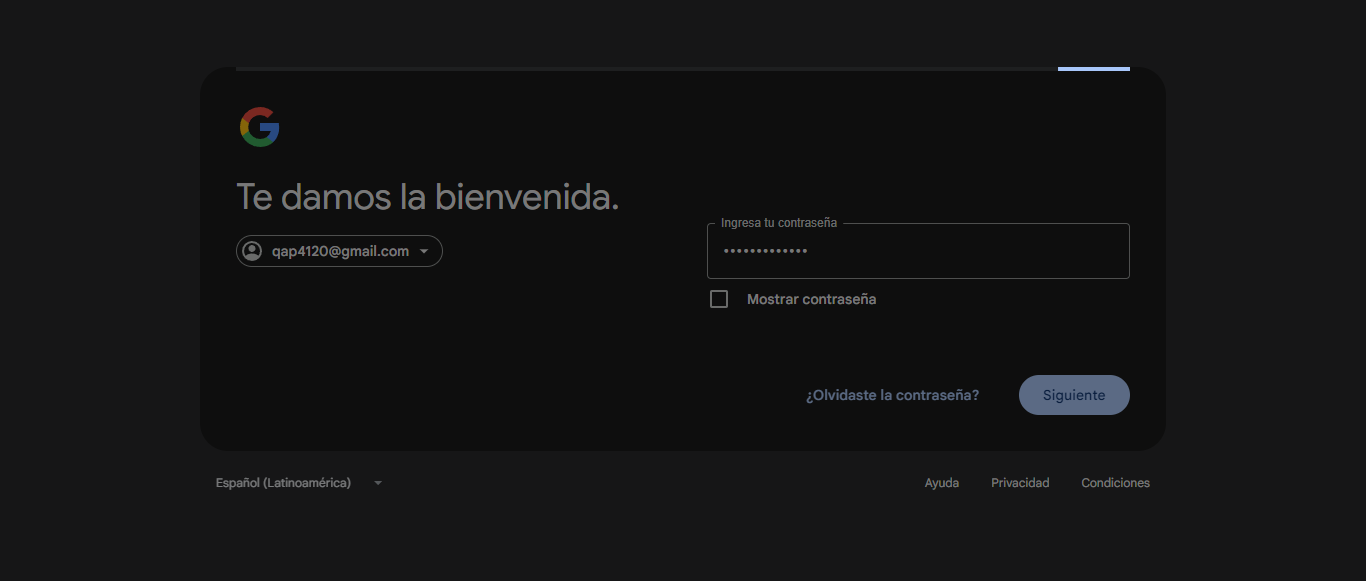 Te damos la bienvenida.
qap4120@gmail.com
Ingresa tu contraseña
•••••••••••••
Mostrar contraseña
¿Olvidaste la contraseña?
Siguiente
Español (Latinoamérica)
Ayuda
Privacidad
Condiciones